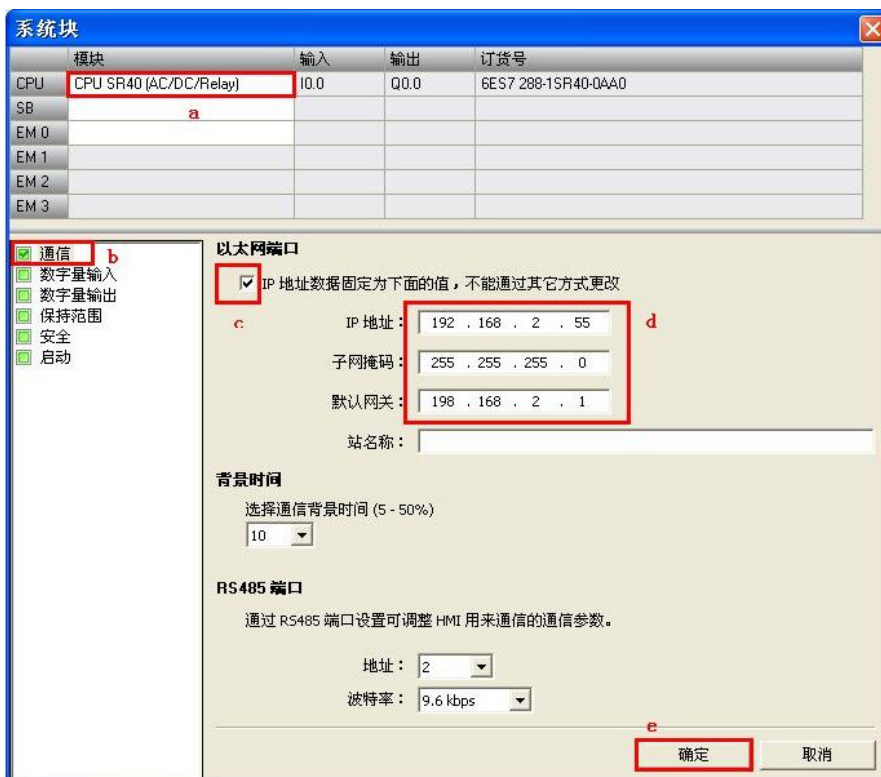 系统块
模块 输入 输出 订货号
CPU CPU SR40 (AC/DC/Relay) I0.0 Q0.0 6ES7 288-1SR40-0AA0
SB a
EM 0
EM 1
EM 2
EM 3
通信 b
数字量输入
数字量输出
保持范围
安全
启动
以太网端口
IP 地址数据固定为下面的值，不能通过其它方式更改
c
IP 地址： 192 . 168 . 2 . 55 d
子网掩码： 255 . 255 . 255 . 0
默认网关： 198 . 168 . 2 . 1
站名称：
背景时间
选择通信背景时间 (5 - 50%)
10
RS485 端口
通过 RS485 端口设置可调整 HMI 用来通信的通信参数。
地址： 2
波特率： 9.6 kbps
e
确定 取消